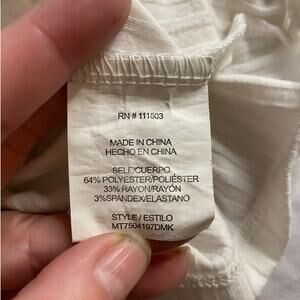 RN # 111503
MADE IN CHINA
HECHO EN CHINA
SELF/CUERPO
64% POLYESTER/POLIÉSTER
33% RAYON/RAYÓN
3%SPANDEX/ELASTANO
STYLE / ESTILO
MT7504197DMK